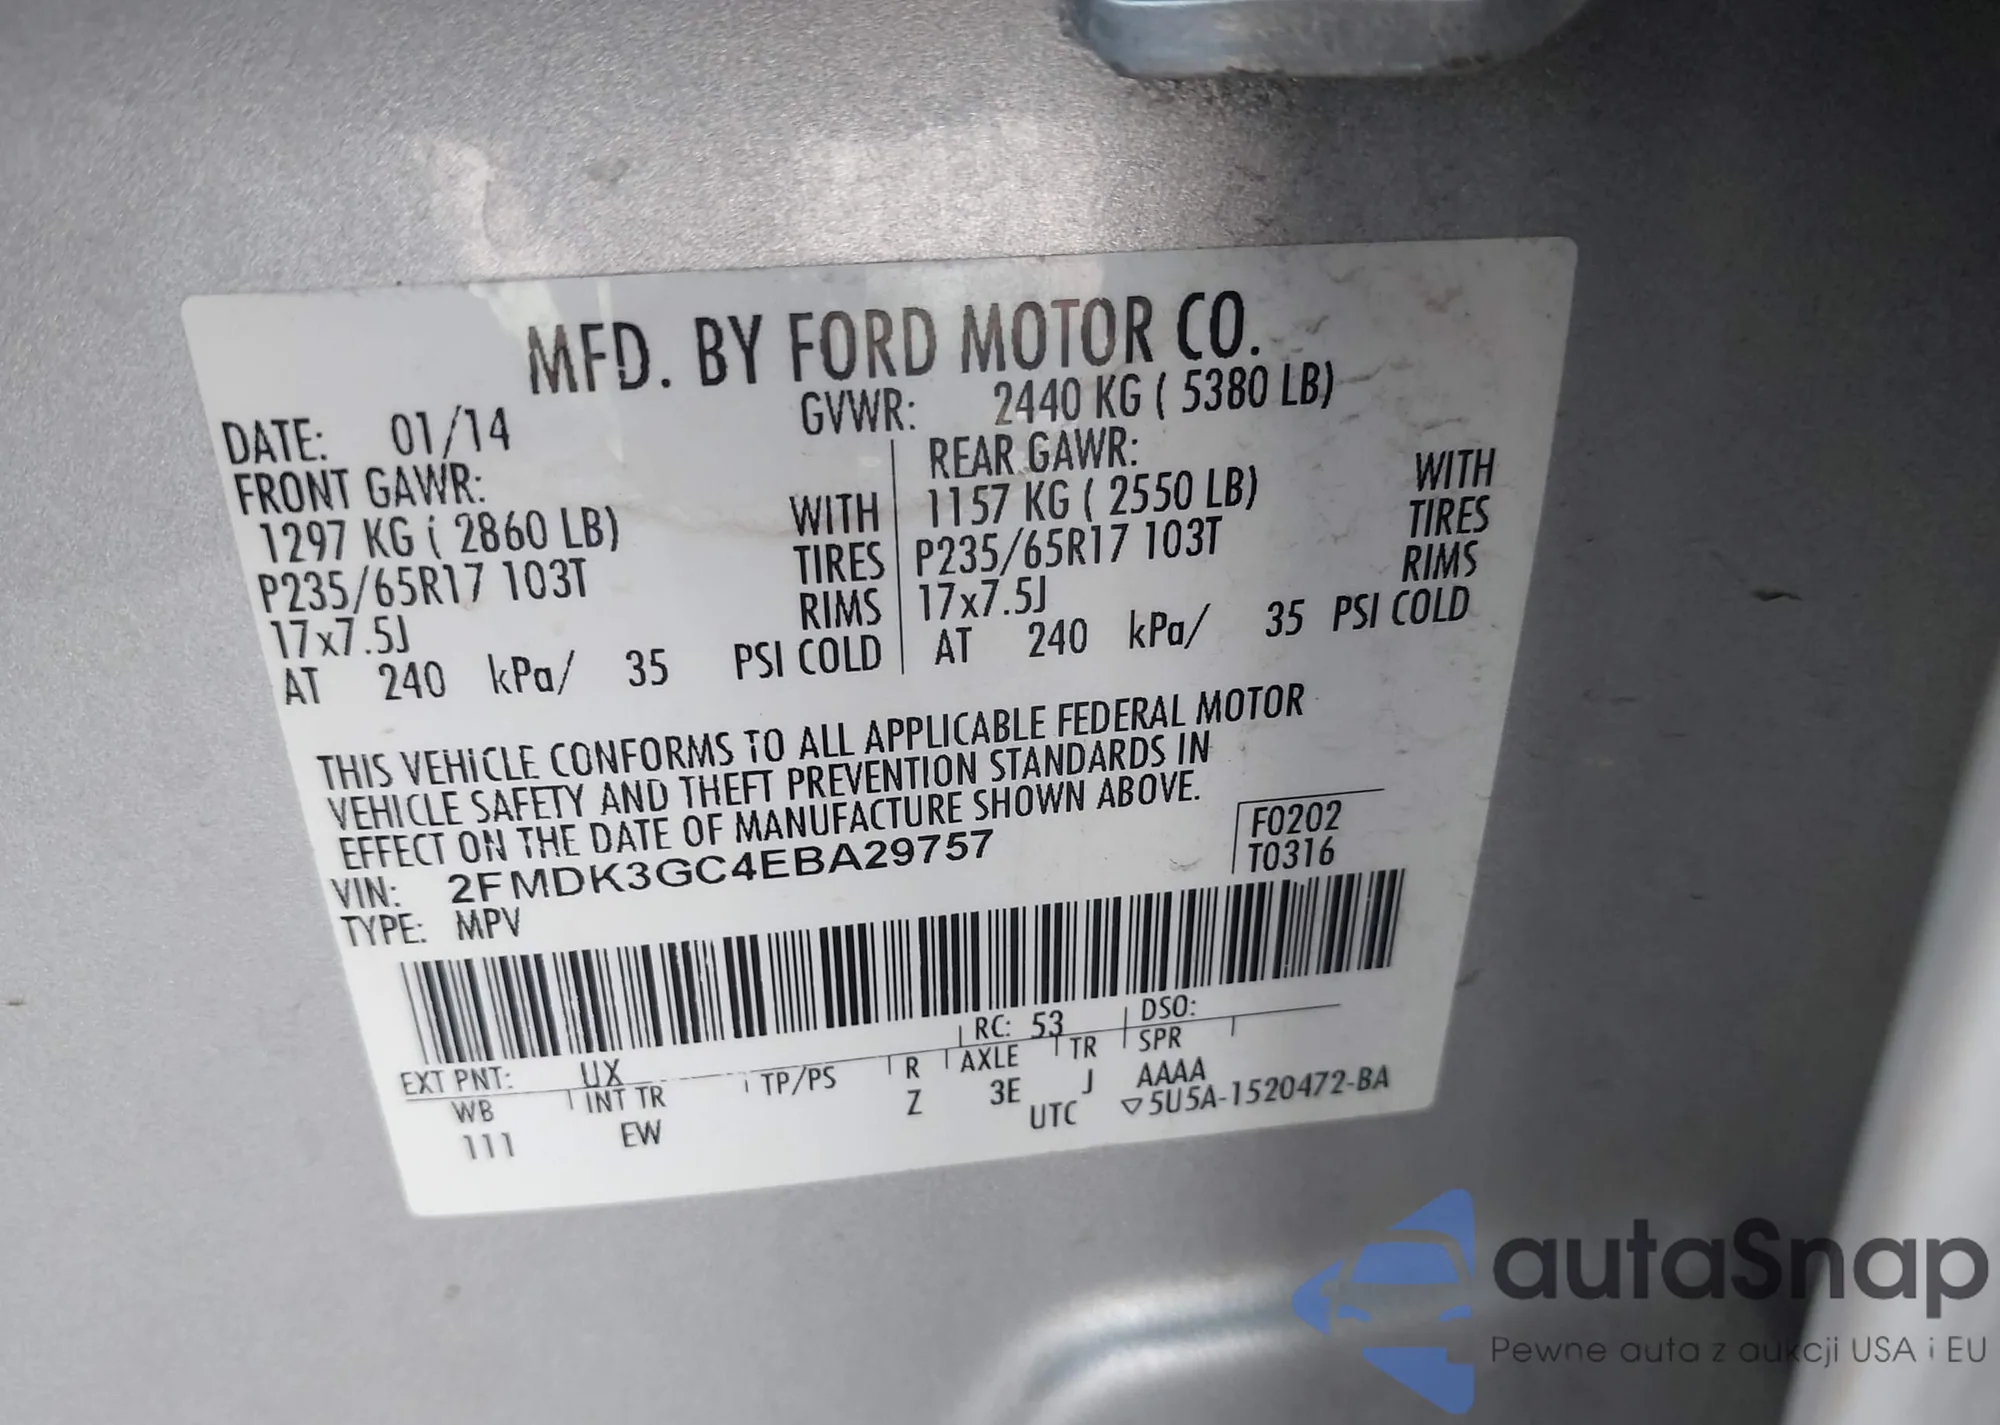 MFD. BY FORD MOTOR CO.
DATE: 01/14 GVWR: 2440 KG ( 5380 LB)
FRONT GAWR: REAR GAWR:
1297 KG ( 2860 LB) WITH 1157 KG ( 2550 LB) WITH
P235/65R17 103T TIRES P235/65R17 103T TIRES
17x7.5J RIMS 17x7.5J RIMS
AT 240 kPa/ 35 PSI COLD AT 240 kPa/ 35 PSI COLD
THIS VEHICLE CONFORMS TO ALL APPLICABLE FEDERAL MOTOR
VEHICLE SAFETY AND THEFT PREVENTION STANDARDS IN
EFFECT ON THE DATE OF MANUFACTURE SHOWN ABOVE.
VIN: 2FMDK3GC4EBA29757 F0202
TYPE: MPV T0316
EXT PNT: UX RC: 53 DSO:
WB INT TR TP/PS R AXLE TR SPR
111 EW Z 3E J AAAA
UTC ▽5U5A-1520472-BA
autaSnap
Pewne auta z aukcji USA i EU